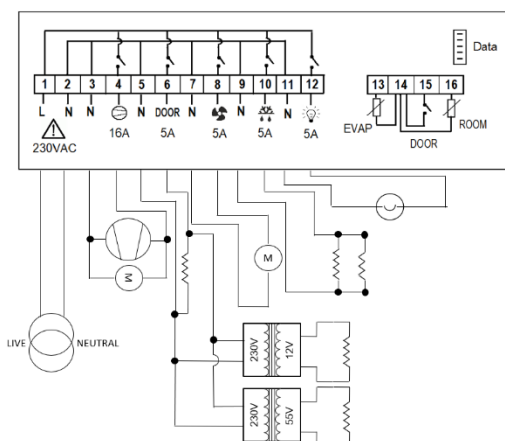 Data
1 2 3 4 5 6 7 8 9 10 11 12
13 14 15 16
L N N N DOOR N N N
230VAC
16A 5A 5A 5A 5A
EVAP
ROOM
DOOR
M
M
LIVE NEUTRAL
230V 12V
230V 55V